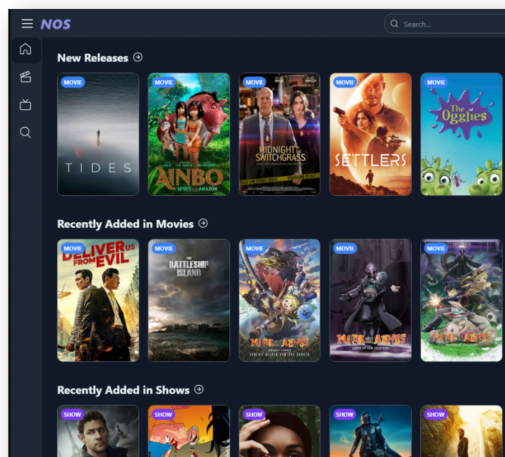 NOS
Search...
New Releases
MOVIE
MOVIE
MOVIE
MOVIE
MOVIE
TIDES
AINBO
SPIRIT OF THE AMAZON
MIDNIGHT
SWITCHGRASS
SETTLERS
The
Ogglies
Recently Added in Movies
MOVIE
MOVIE
MOVIE
MOVIE
MOVIE
DELIVER US
FROM EVIL
THE
BATTLESHIP
ISLAND
MADE IN ABYSS
MADE IN ABYSS
MADE IN ABYSS
Recently Added in Shows
SHOW
SHOW
SHOW
SHOW
SHOW